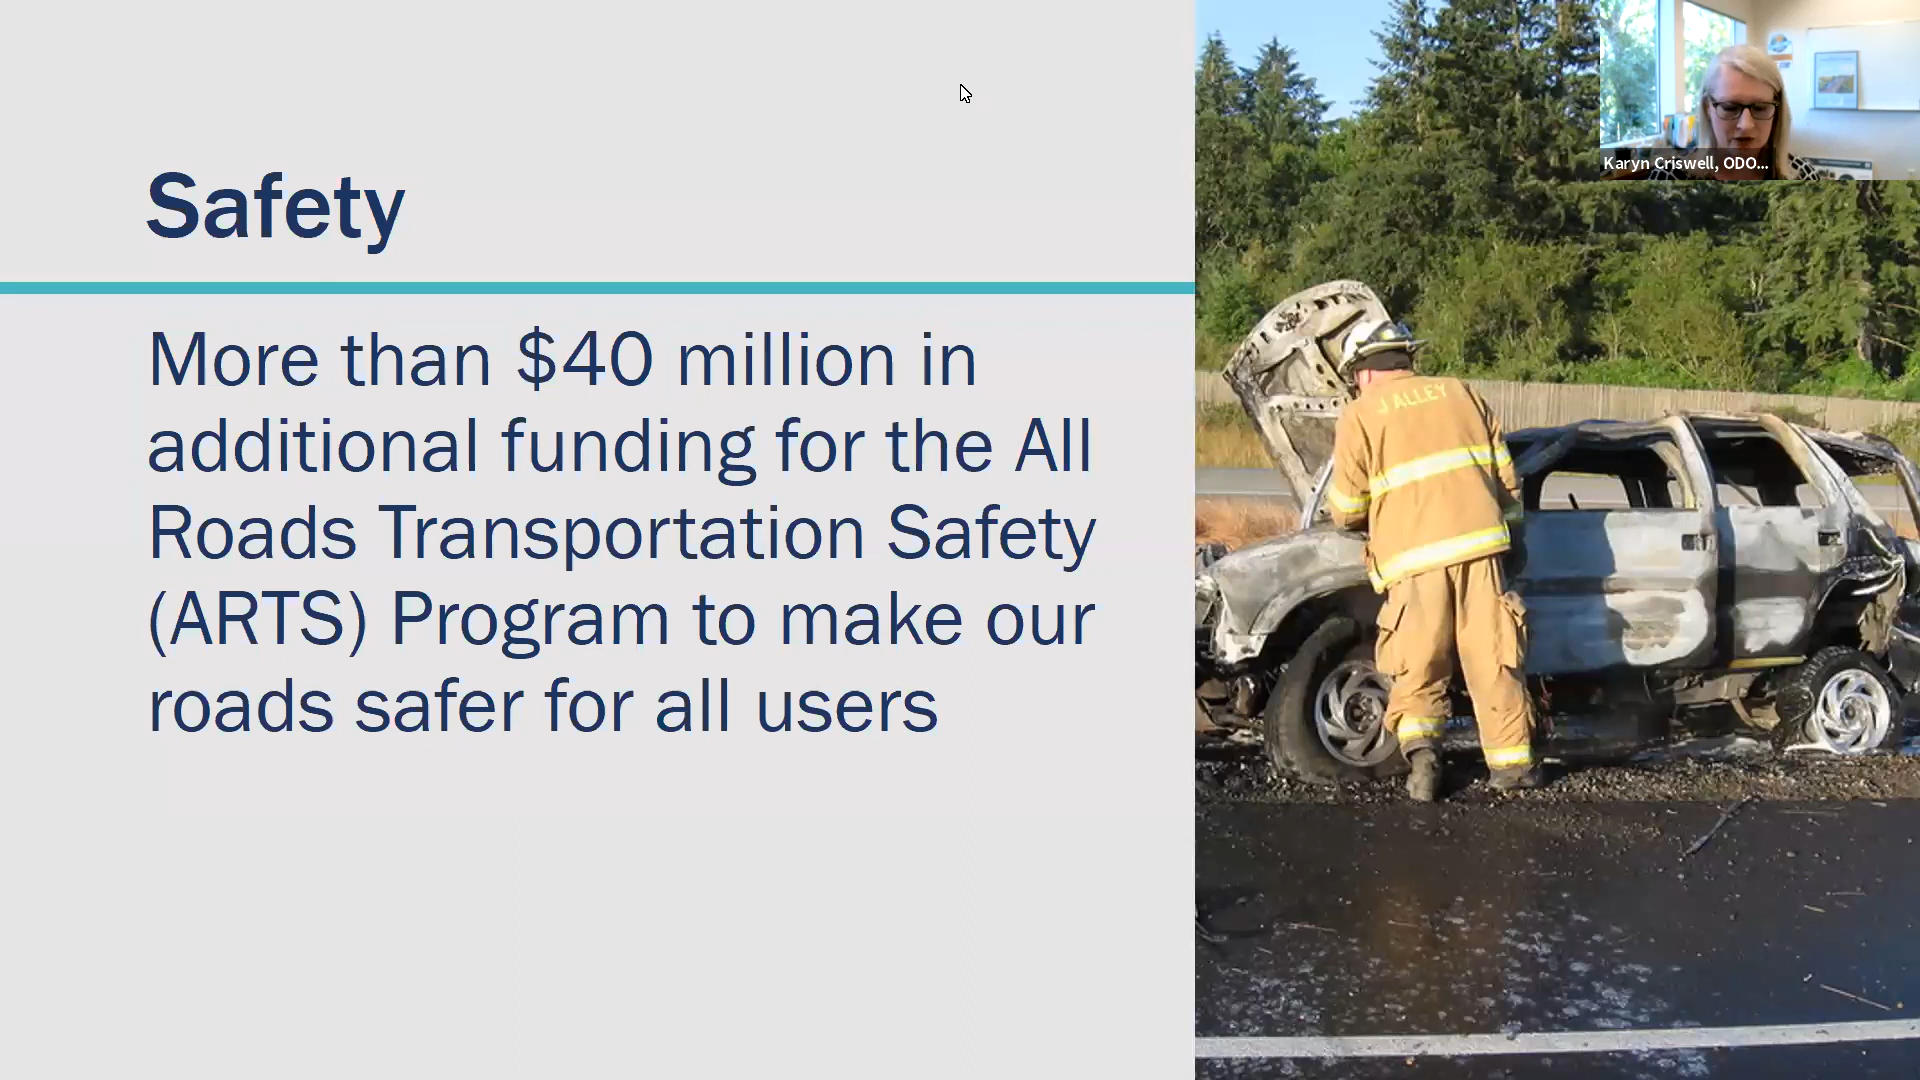 Safety
More than $40 million in
additional funding for the All
Roads Transportation Safety
(ARTS) Program to make our
roads safer for all users
J ALLEY
Karyn Criswell, ODO...